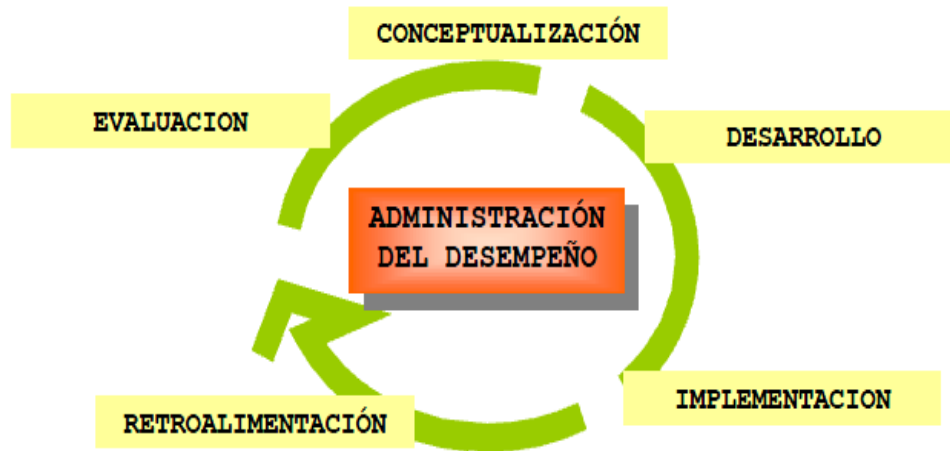 CONCEPTUALIZACIÓN
EVALUACION
DESARROLLO
ADMINISTRACIÓN
DEL DESEMPEÑO
IMPLEMENTACION
RETROALIMENTACIÓN